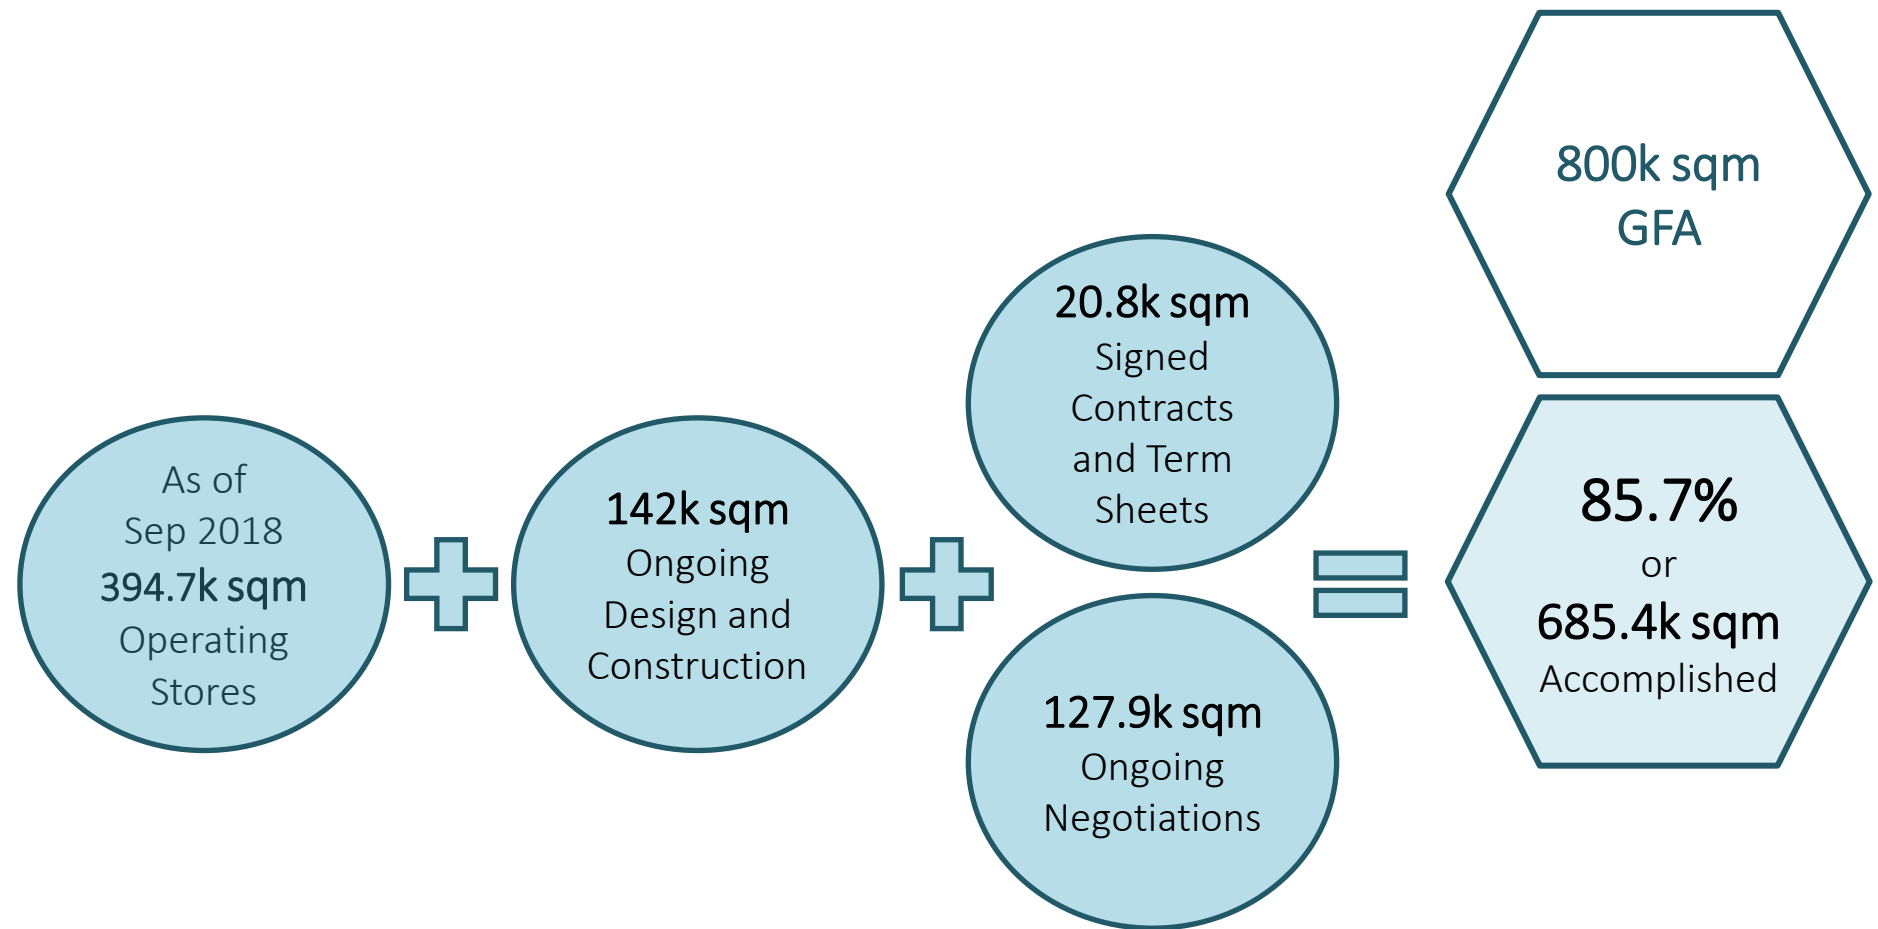 As of
Sep 2018
394.7k sqm
Operating
Stores
142k sqm
Ongoing
Design and
Construction
20.8k sqm
Signed
Contracts
and Term
Sheets
127.9k sqm
Ongoing
Negotiations
800k sqm
GFA
85.7%
or
685.4k sqm
Accomplished